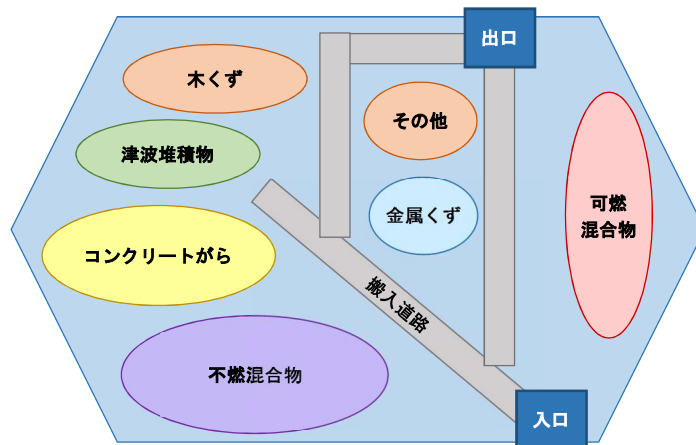 出口
木くず
その他
津波堆積物
可燃
混合物
金属くず
コンクリートがら
搬入道路
不燃混合物
入口